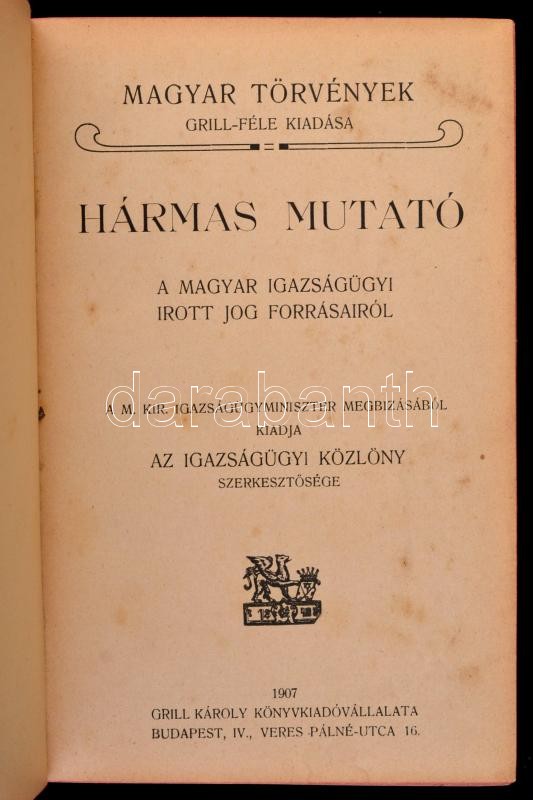 MAGYAR TÖRVÉNYEK
GRILL-FÉLE KIADÁSA
HÁRMAS MUTATÓ
A MAGYAR IGAZSÁGÜGYI
IROTT JOG FORRÁSAIRÓL
darabanth
A M. KIR. IGAZSÁGÜGYMINISZTER MEGBIZÁSÁBÓL
KIADJA
AZ IGAZSÁGÜGYI KÖZLÖNY
SZERKESZTŐSÉGE
1907
GRILL KÁROLY KÖNYVKIADÓVÁLLALATA
BUDAPEST, IV., VERES PÁLNÉ-UTCA 16.